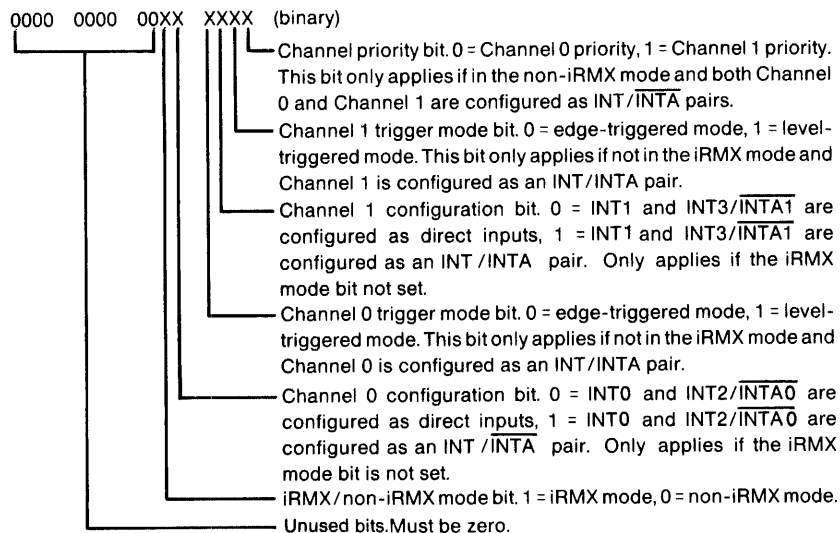 0000 0000 00XX XXXX (binary)
Channel priority bit. 0 = Channel 0 priority, 1 = Channel 1 priority.
This bit only applies if in the non-iRMX mode and both Channel
0 and Channel 1 are configured as INT/INTA pairs.
Channel 1 trigger mode bit. 0 = edge-triggered mode, 1 = level-
triggered mode. This bit only applies if not in the iRMX mode and
Channel 1 is configured as an INT/INTA pair.
Channel 1 configuration bit. 0 = INT1 and INT3/INTA1 are
configured as direct inputs, 1 = INT1 and INT3/INTA1 are
configured as an INT /INTA pair. Only applies if the iRMX
mode bit not set.
Channel 0 trigger mode bit. 0 = edge-triggered mode, 1 = level-
triggered mode. This bit only applies if not in the iRMX mode and
Channel 0 is configured as an INT/INTA pair.
Channel 0 configuration bit. 0 = INT0 and INT2/INTA0 are
configured as direct inputs, 1 = INT0 and INT2/INTA0 are
configured as an INT /INTA pair. Only applies if the iRMX
mode bit is not set.
iRMX/non-iRMX mode bit. 1 = iRMX mode, 0 = non-iRMX mode.
Unused bits. Must be zero.